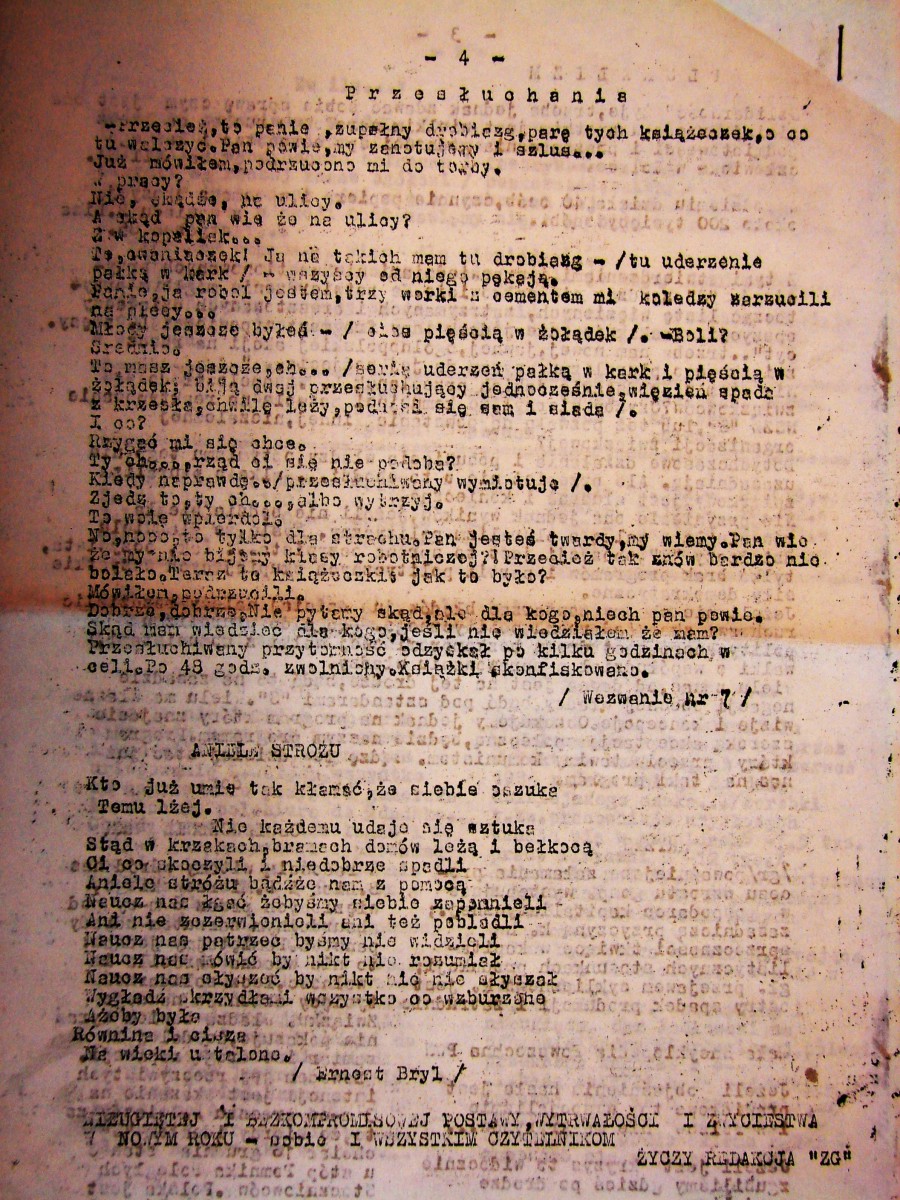 - 4 -
Przesłuchania
-Przecież,to panie ,zupełny drobiazg,parę tych książeczek,o co
tu walczyć.Pan powie,my zanotujemy i szlus...
Już mówiłem,podrzucono mi do torby.
W pracy?
Nie, skądże, na ulicy.
A skąd pan wie że na ulicy?
To,cwaniaczek! Ja na takich mam tu drobiazg - /tu uderzenie
pałką w kark / - wszyscy od niego pękają.
Panie,ja robol jestem,trzy worki z cementem mi koledzy zarzucili
na plecy...
Młody jeszcze byłeś - / cios pięścią w żołądek /. -Boli?
Średnio.
To masz jeszcze,ch... /seria uderzeń pałką w kark i pięścią w
żołądek; biją dwaj przesłuchujący jednocześnie,więzień spada
z krzesła,chwilę leży,podnosi się sam i siada /.
I co?
Rzygać mi się chce.
Ty ch...,rząd ci się nie podoba?
Kiedy naprawdę../przesłuchiwany wymiotuje /.
Zjedz to,ty ch...,albo wytrzyj.
To wolę wpierdol.
No,hopo,to tylko dla strachu.Pan jesteś twardy,my wiemy.Pan wie
że my nie bijemy klasy robotniczej?!Przecież tak znów bardzo nie
bolało.Teraz te książeczki: jak to było?
Mówiłem,podrzucili.
Dobrze,dobrze.Nie pytamy skąd,ale dla kogo,niech pan powie.
Skąd mam wiedzieć dla kogo,jeśli nie wiedziałem że mam?
Przesłuchiwany przytomność odzyskał po kilku godzinach w
celi.Po 48 godz. zwolniony.Książki skonfiskowano.
/ Wezwanie nr 7 /
ANIELE STRÓŻU
Kto już umie tak kłamać,że siebie oszuka
Temu lżej.
Nie każdemu udaje się sztuka
Stąd w krzakach,bramach domów leżą i bełkocą
Ci co skoczyli i niedobrze spadli
Aniele stróżu bądźże nam z pomocą
Naucz nas łgać żebyśmy siebie zapomnieli
Ani nie zczerwienieli ani też pobladli
Naucz nas patrzeć byśmy nie widzieli
Naucz nas mówić by nikt nie rozumiał
Naucz nas słyszeć by nikt nic nie słyszał
Wygładź skrzydłami wszystko co wzburzone
Ażeby była
Równina i cisza
Na wieki utalone.
/ Ernest Bryl /
NIEUGIĘTEJ I BEZKOMPROMISOWEJ POSTAWY,WYTRWAŁOŚCI I ZWYCIĘSTWA
W NOWYM ROKU - sobie I WSZYSTKIM CZYTELNIKOM
ŻYCZY REDAKCJA "ZG"